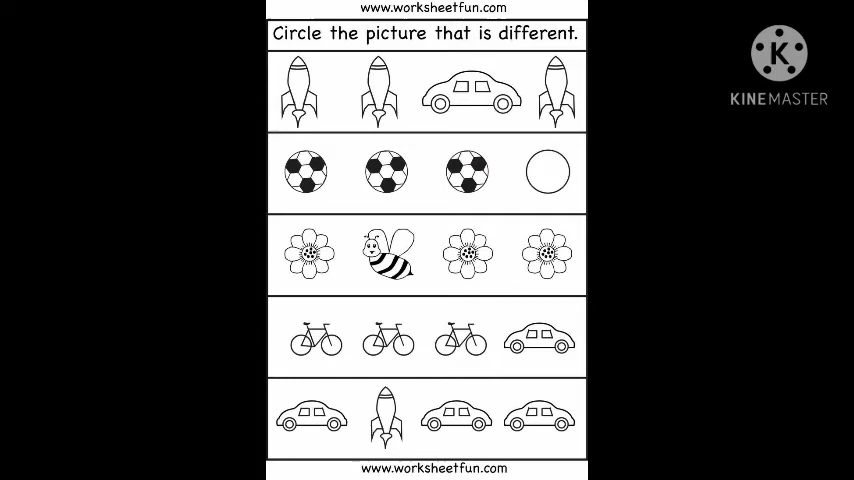 www.worksheetfun.com
Circle the picture that is different.
K
KINEMASTER
www.worksheetfun.com